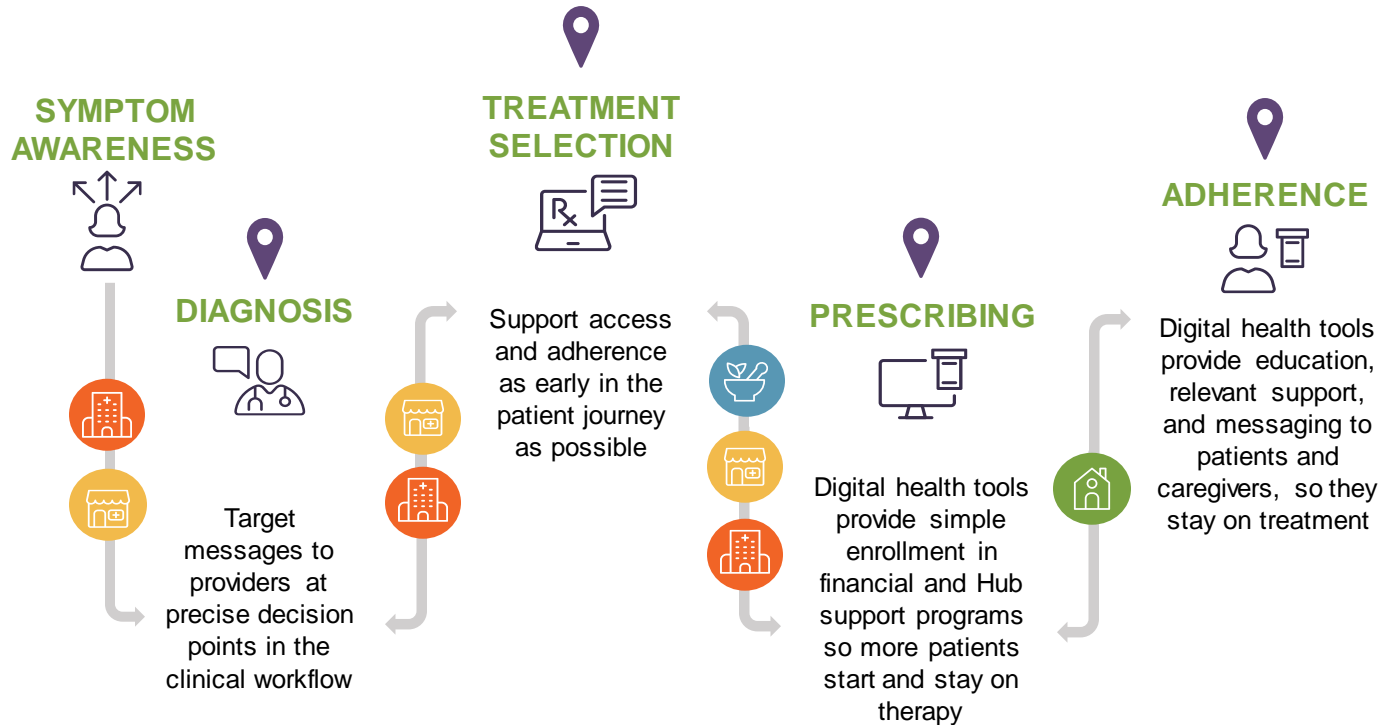 SYMPTOM
AWARENESS
DIAGNOSIS
Target
messages to
providers at
precise decision
points in the
clinical workflow
TREATMENT
SELECTION
Rx
Support access
and adherence
as early in the
patient journey
as possible
PRESCRIBING
Digital health tools
provide simple
enrollment in
financial and Hub
support programs
so more patients
start and stay on
therapy
ADHERENCE
Digital health tools
provide education,
relevant support,
and messaging to
patients and
caregivers, so they
stay on treatment